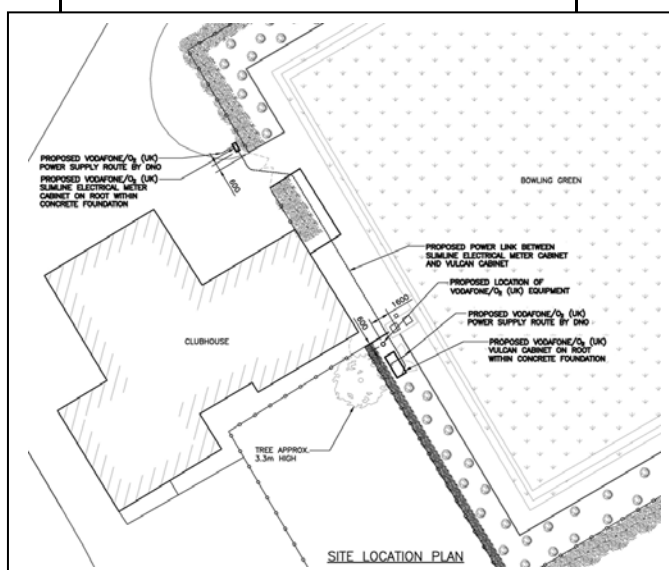 PROPOSED VODAFONE/O₂ (UK)
POWER SUPPLY ROUTE BY DNO
PROPOSED VODAFONE/O₂ (UK)
SLIMLINE ELECTRICAL METER
CABINET ON ROOT WITHIN
CONCRETE FOUNDATION
600
BOWLING GREEN
PROPOSED POWER LINK BETWEEN
SLIMLINE ELECTRICAL METER CABINET
AND VULCAN CABINET
PROPOSED LOCATION OF
VODAFONE/O₂ (UK) EQUIPMENT
1600
600
PROPOSED VODAFONE/O₂ (UK)
POWER SUPPLY ROUTE BY DNO
PROPOSED VODAFONE/O₂ (UK)
VULCAN CABINET ON ROOT
WITHIN CONCRETE FOUNDATION
CLUBHOUSE
TREE APPROX.
3.3m HIGH
SITE LOCATION PLAN